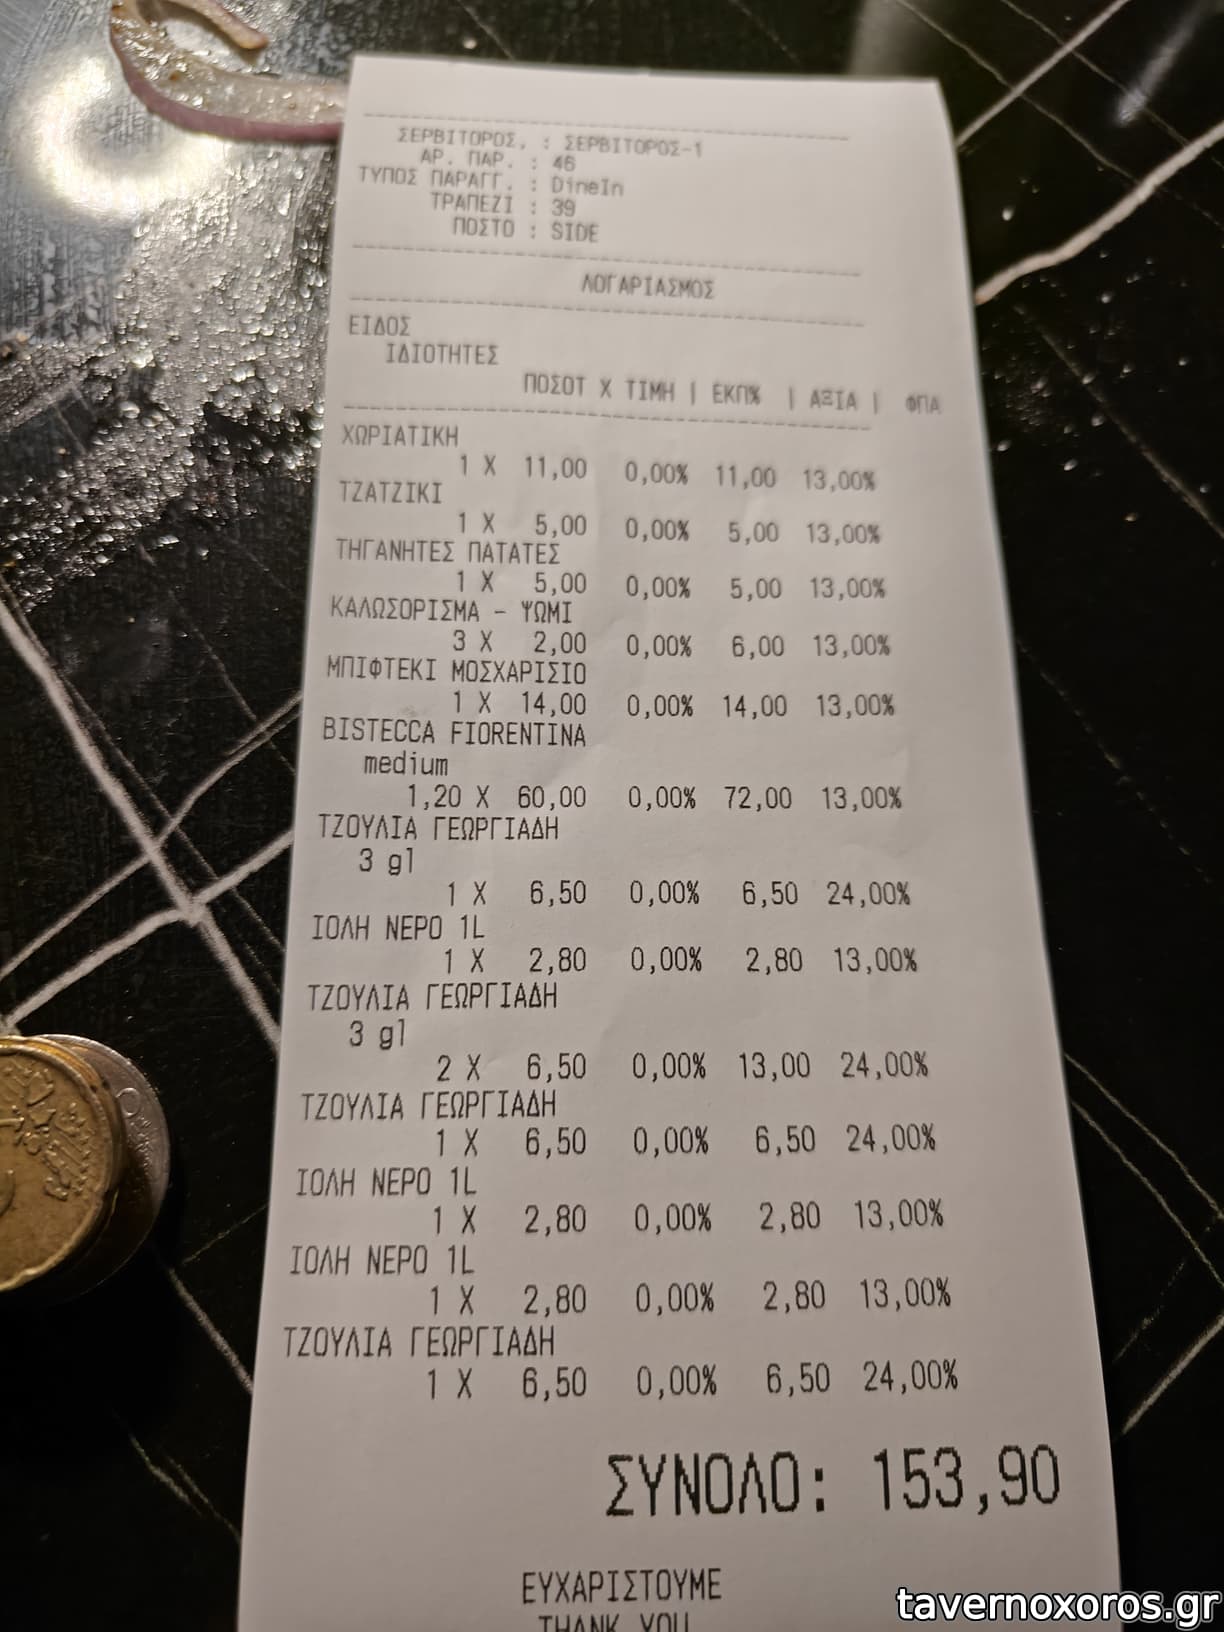 ΣΕΡΒΙΤΟΡΟΣ. : ΣΕΡΒΙΤΟΡΟΣ-1
ΑΡ. ΠΑΡ. : 46
ΤΥΠΟΣ ΠΑΡΑΓΓ. : DineIn
ΤΡΑΠΕΖΙ : 39
ΠΟΣΤΟ : SIDE
ΛΟΓΑΡΙΑΣΜΟΣ
ΕΙΔΟΣ
ΙΔΙΟΤΗΤΕΣ
ΠΟΣΟΤ Χ ΤΙΜΗ | ΕΚΠ% | ΑΞΙΑ | ΦΠΑ
ΧΩΡΙΑΤΙΚΗ
1 X 11,00 0,00% 11,00 13,00%
ΤΖΑΤΖΙΚΙ
1 X 5,00 0,00% 5,00 13,00%
ΤΗΓΑΝΗΤΕΣ ΠΑΤΑΤΕΣ
1 X 5,00 0,00% 5,00 13,00%
ΚΑΛΩΣΟΡΙΣΜΑ - ΨΩΜΙ
3 X 2,00 0,00% 6,00 13,00%
ΜΠΙΦΤΕΚΙ ΜΟΣΧΑΡΙΣΙΟ
1 X 14,00 0,00% 14,00 13,00%
BISTECCA FIORENTINA
medium
1,20 X 60,00 0,00% 72,00 13,00%
ΤΖΟΥΛΙΑ ΓΕΩΡΓΙΑΔΗ
3 gl
1 X 6,50 0,00% 6,50 24,00%
ΙΟΛΗ ΝΕΡΟ 1L
1 X 2,80 0,00% 2,80 13,00%
ΤΖΟΥΛΙΑ ΓΕΩΡΓΙΑΔΗ
3 gl
2 X 6,50 0,00% 13,00 24,00%
ΤΖΟΥΛΙΑ ΓΕΩΡΓΙΑΔΗ
1 X 6,50 0,00% 6,50 24,00%
ΙΟΛΗ ΝΕΡΟ 1L
1 X 2,80 0,00% 2,80 13,00%
ΙΟΛΗ ΝΕΡΟ 1L
1 X 2,80 0,00% 2,80 13,00%
ΤΖΟΥΛΙΑ ΓΕΩΡΓΙΑΔΗ
1 X 6,50 0,00% 6,50 24,00%
ΣΥΝΟΛΟ: 153,90
ΕΥΧΑΡΙΣΤΟΥΜΕ
THANK YOU
tavernoxoros.gr